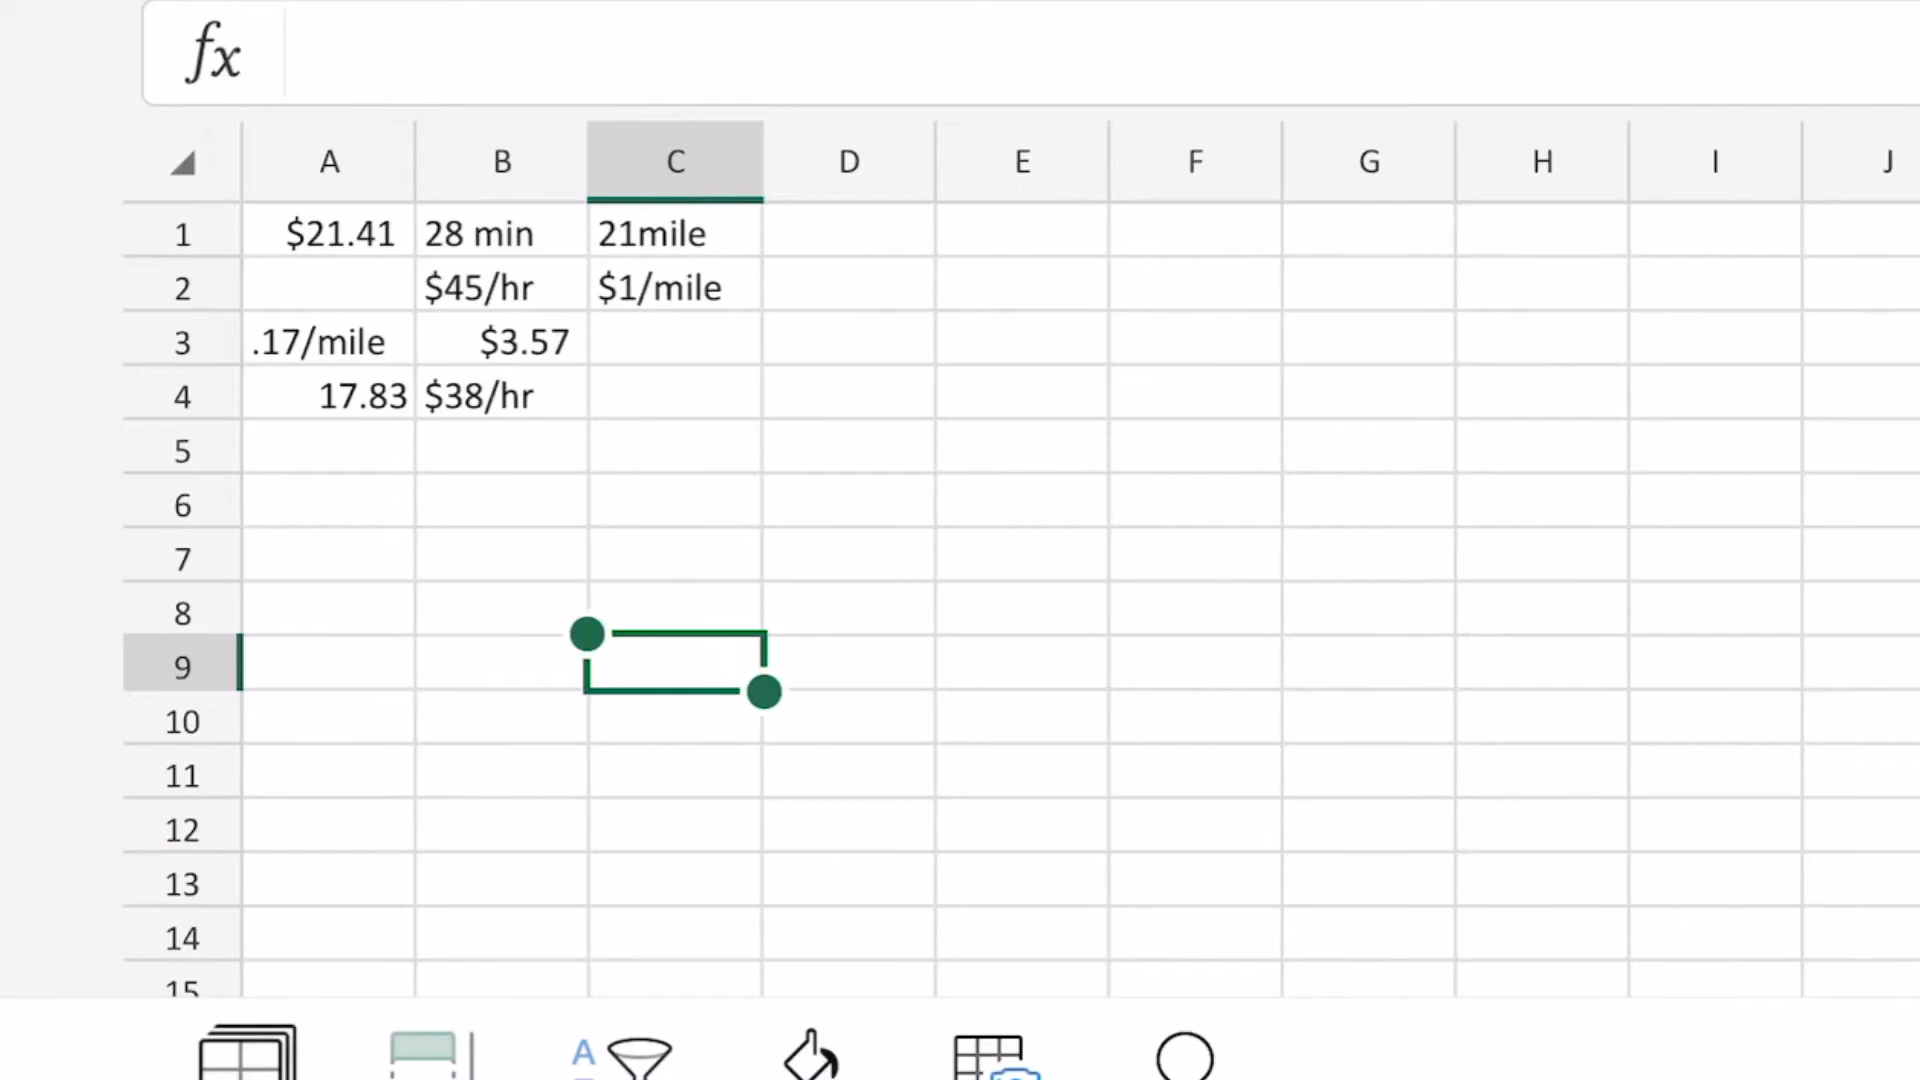 fx
A B C D E F G H I J
1 $21.41 28 min 21mile
2 $45/hr $1/mile
3 .17/mile $3.57
4 17.83 $38/hr
5
6
7
8
9
10
11
12
13
14
15
A